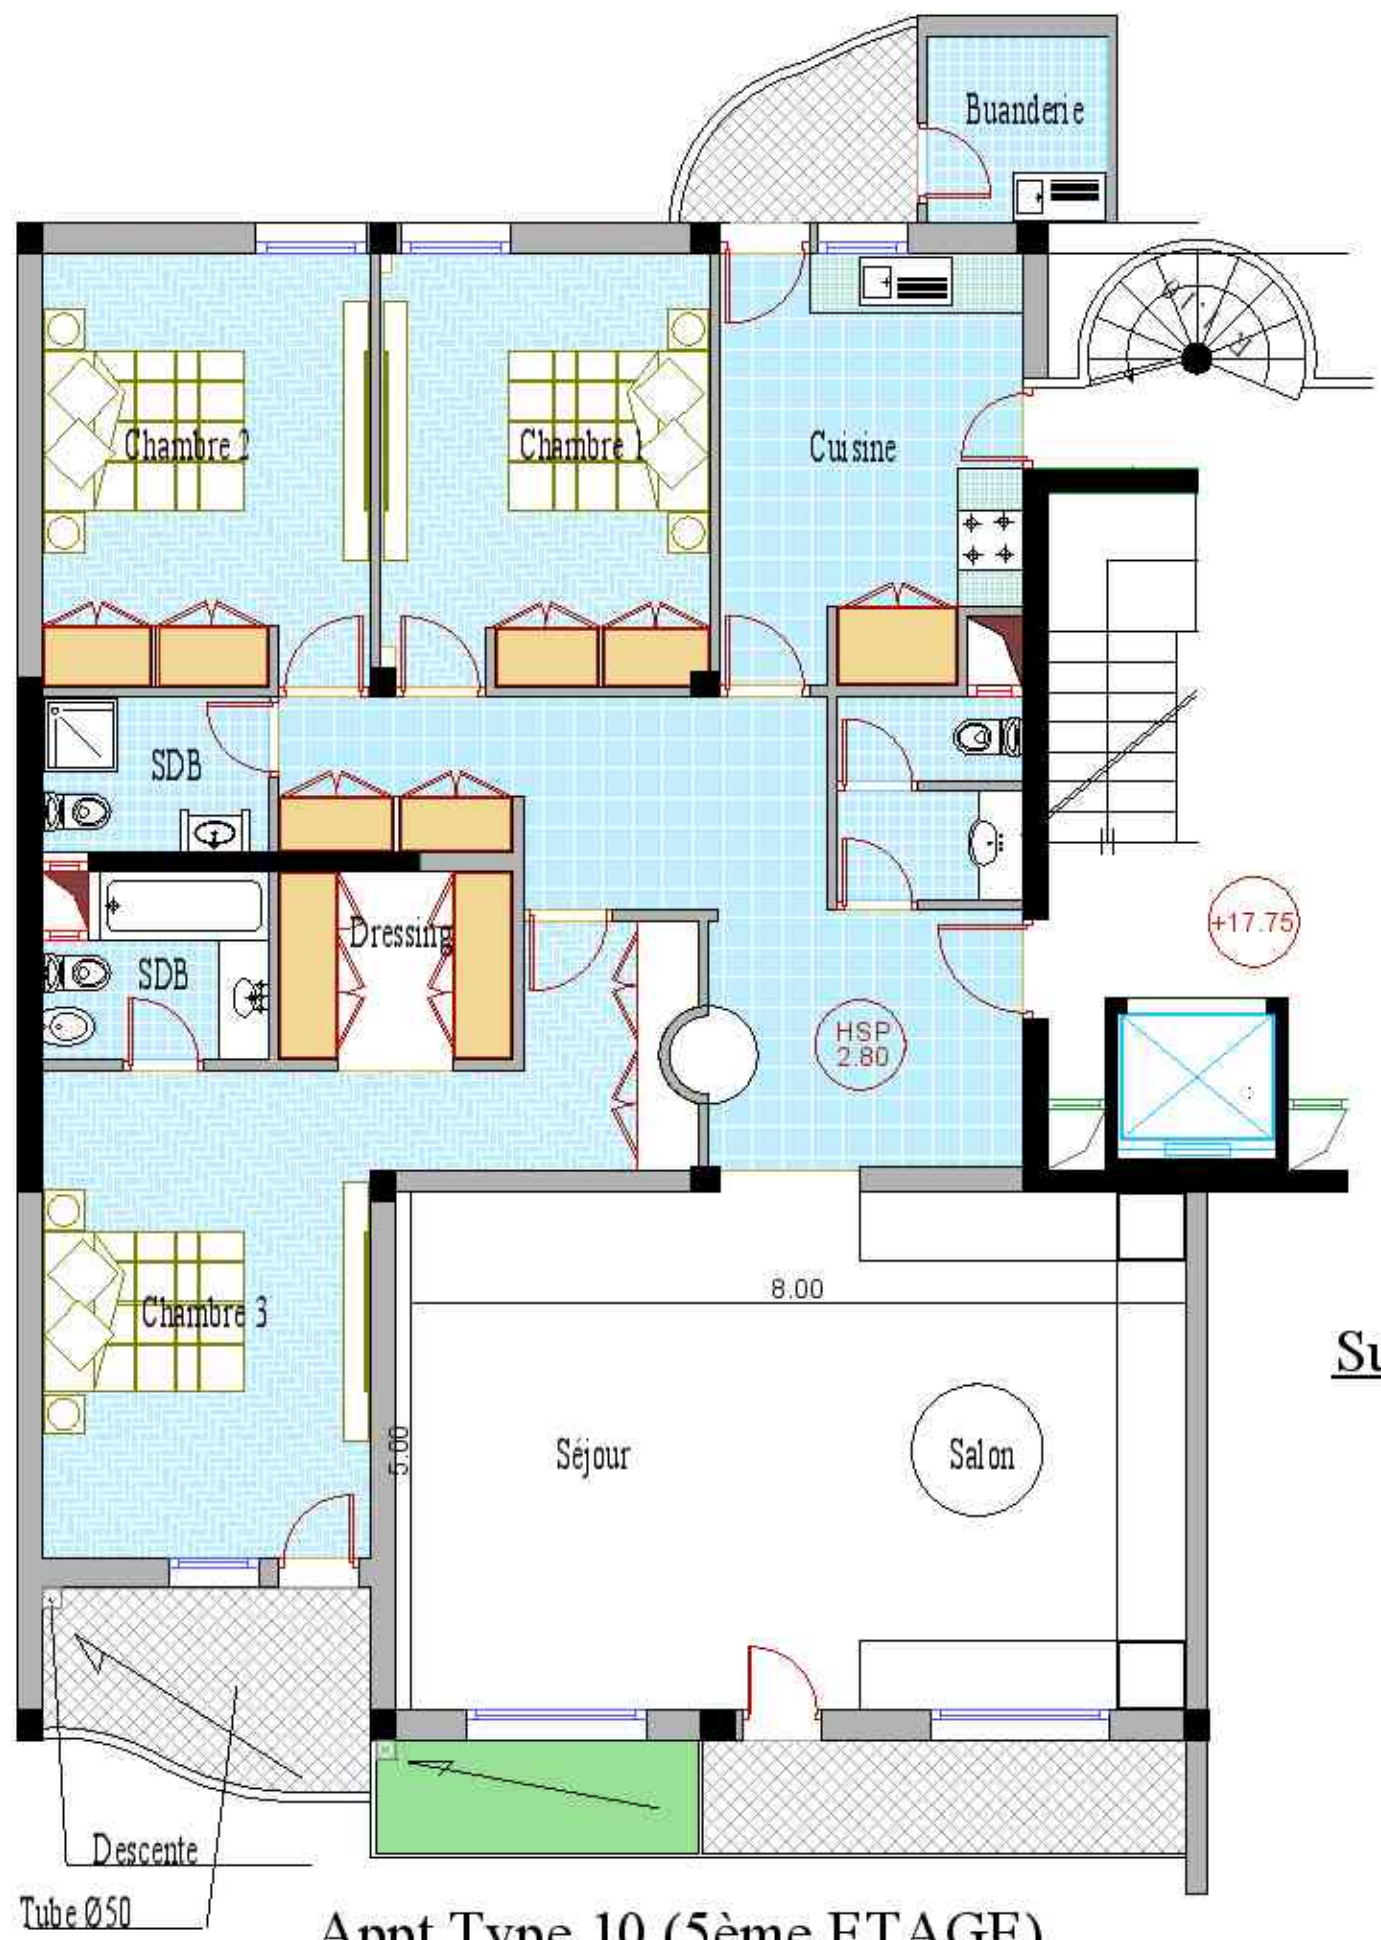 Buanderie
Chambre 2
Chambre 1
Cuisine
SDB
+17.75
Dressing
SDB
HSP
2.80
8.00
Chambre 3
Su
5.00
Séjour
Salon
Descente
Tube Ø50
Appt Type 10 (5ème ETAGE)